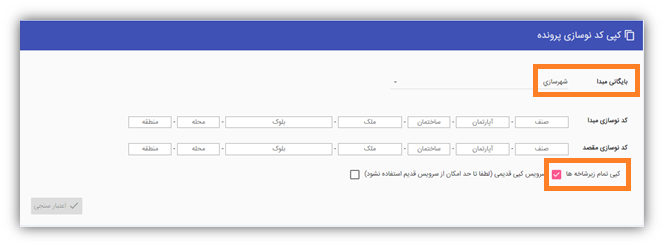 کپی کد نوسازی پرونده
بایگانی مبدا شهرسازي
کد نوسازی مبدا صنف - آپارتمان - ساختمان - ملک - بلوک - محله - منطقه
کد نوسازی مقصد صنف - آپارتمان - ساختمان - ملک - بلوک - محله - منطقه
کپی تمام زیرشاخه ها سرویس کپی قدیمی (لطفا تا حد امکان از سرویس قدیم استفاده نشود)
اعتبار سنجی